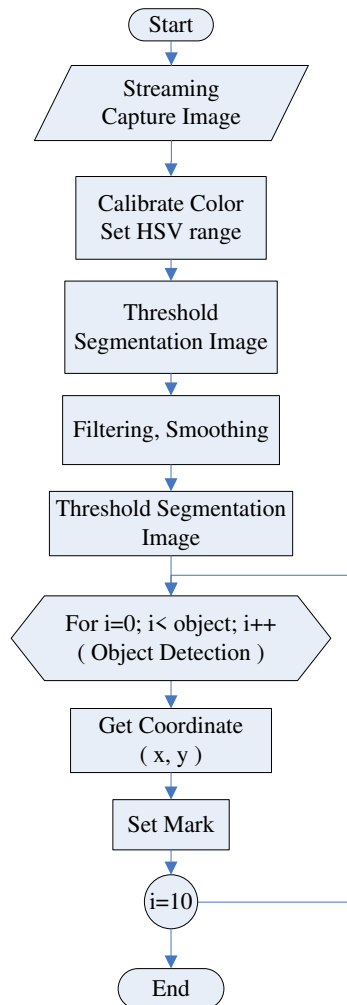 Start
Streaming
Capture Image
Calibrate Color
Set HSV range
Threshold
Segmentation Image
Filtering, Smoothing
Threshold Segmentation
Image
For i=0; i< object; i++
( Object Detection )
Get Coordinate
( x, y )
Set Mark
i=10
End